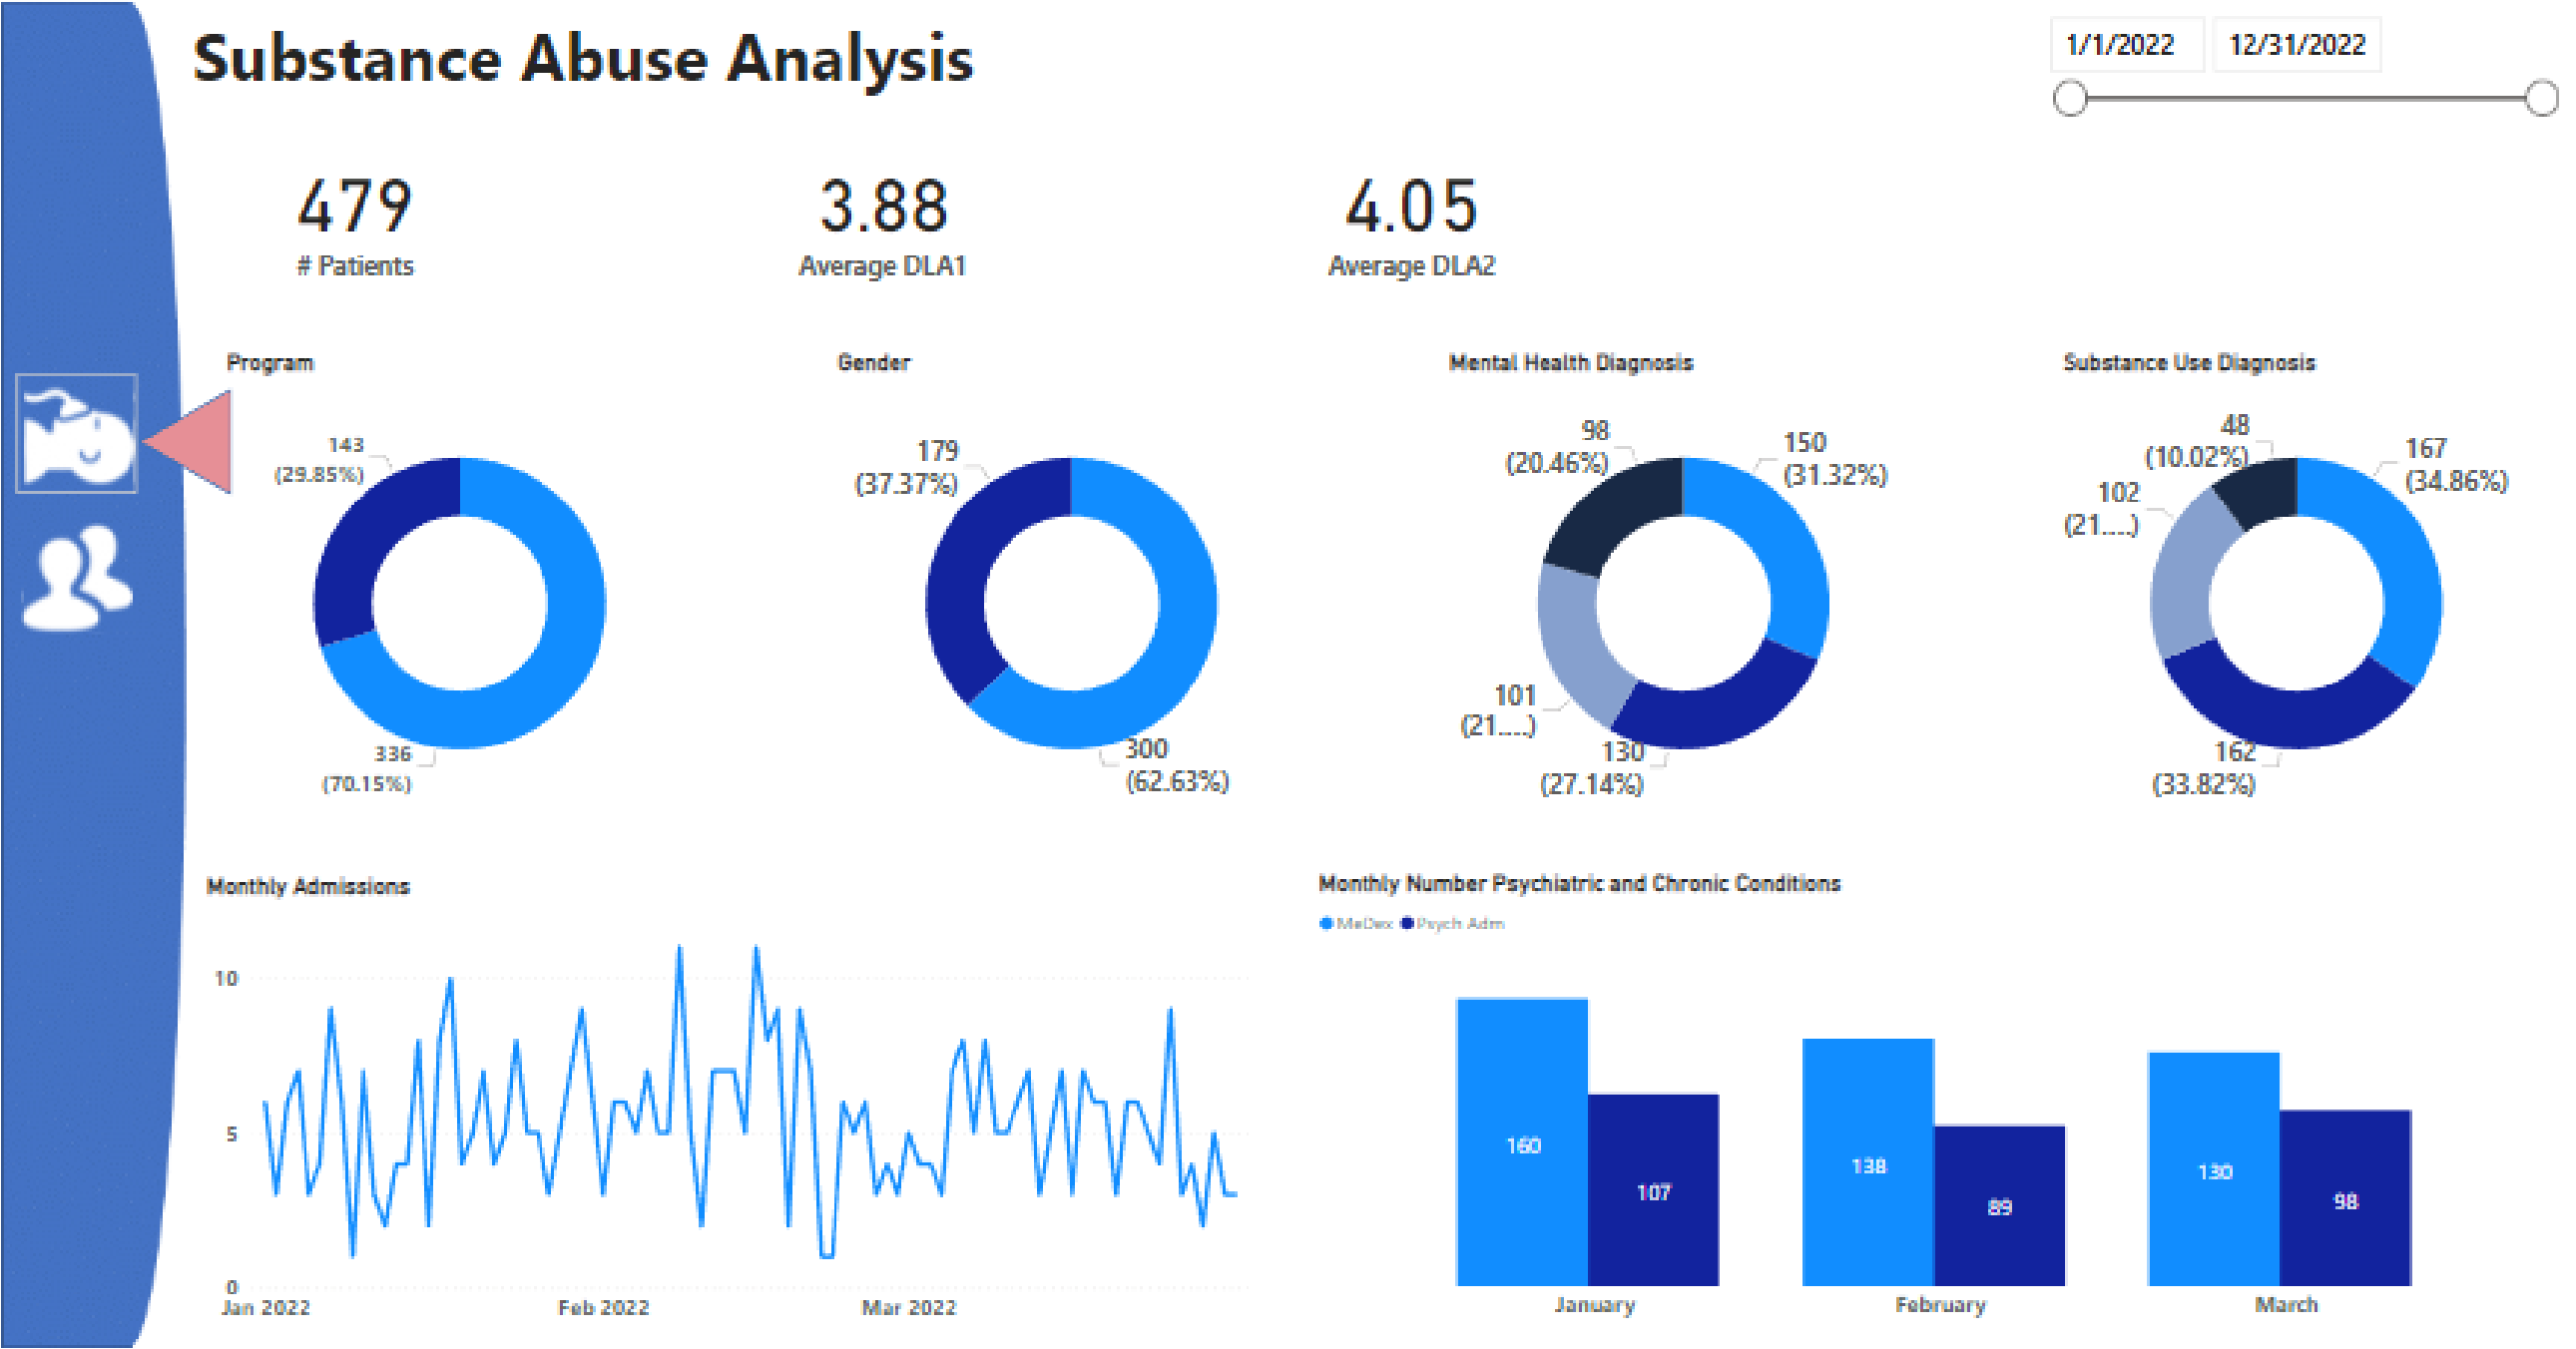 Substance Abuse Analysis
1/1/2022 12/31/2022
479
# Patients
3.88
Average DLA1
4.05
Average DLA2
Program
143
(29.85%)
336
(70.15%)
Gender
179
(37.37%)
300
(62.63%)
Mental Health Diagnosis
98
(20.46%)
150
(31.32%)
101
(21....)
130
(27.14%)
Substance Use Diagnosis
48
(10.02%)
167
(34.86%)
102
(21....)
162
(33.82%)
Monthly Admissions
10
5
0
Jan 2022 Feb 2022 Mar 2022
Monthly Number Psychiatric and Chronic Conditions
MeDex Psych Adm
160 107 138 89 130 98
January February March